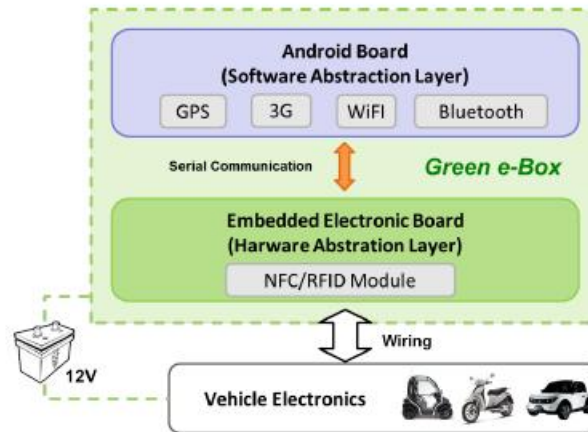 Android Board
(Software Abstraction Layer)
GPS 3G WiFI Bluetooth
Serial Communication
Green e-Box
Embedded Electronic Board
(Harware Abstration Layer)
NFC/RFID Module
Wiring
12V
Vehicle Electronics